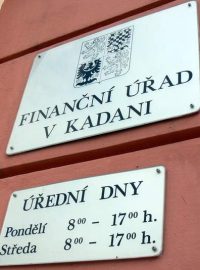 FINANČNÍ ÚŘAD
V KADANI
ÚŘEDNÍ DNY
Pondělí 8⁰⁰ – 17⁰⁰ h.
Středa 8⁰⁰ – 17⁰⁰ h.